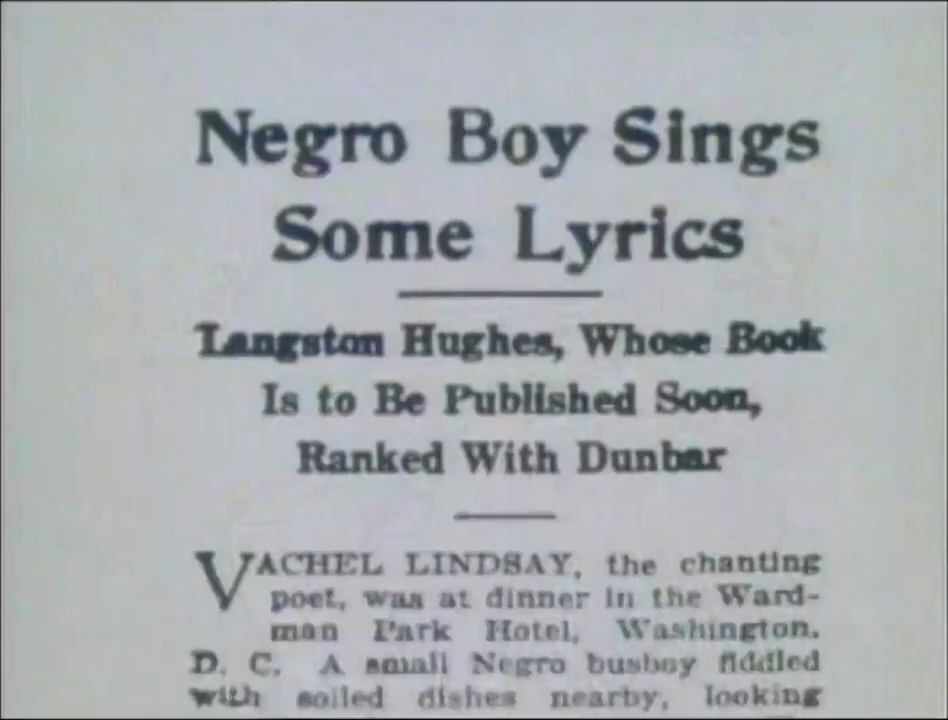 Negro Boy Sings
Some Lyrics
Langston Hughes, Whose Book
Is to Be Published Soon,
Ranked With Dunbar
VACHEL LINDSAY, the chanting
poet, was at dinner in the Ward-
man Park Hotel, Washington,
D. C. A small Negro busboy fiddled
with soiled dishes nearby, looking